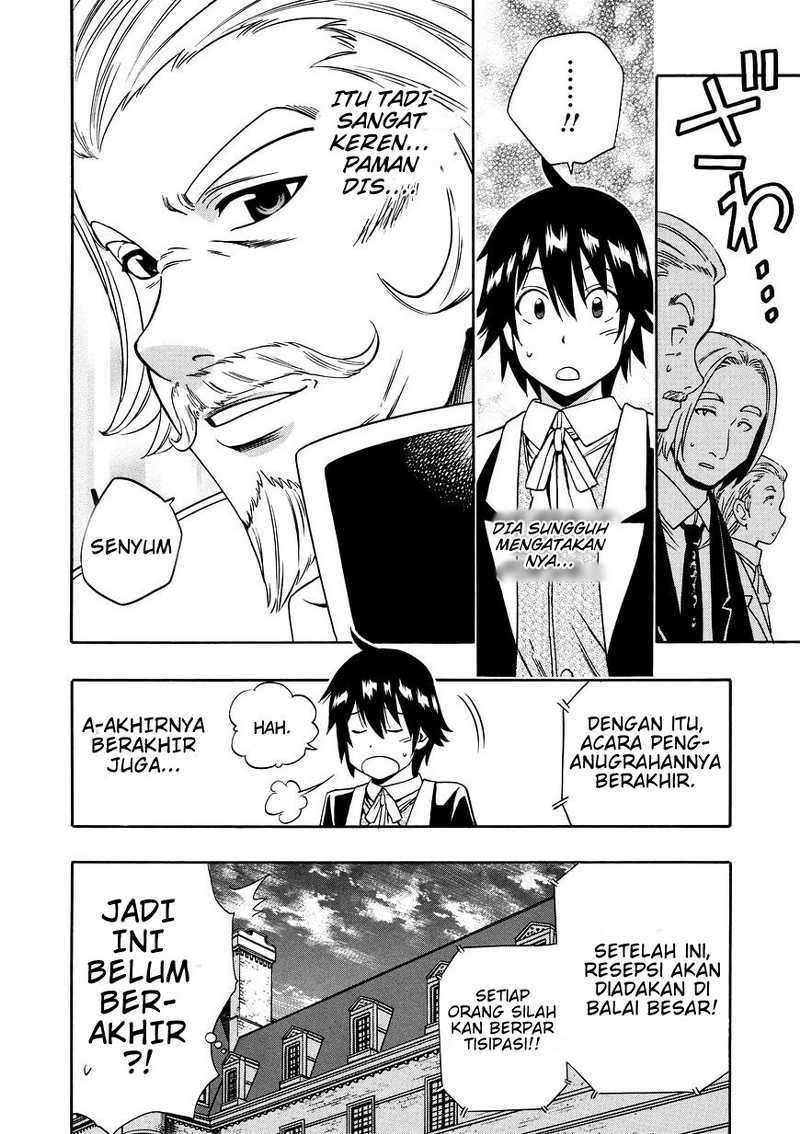 ざわ…
……!!
DIA SUNGGUH
MENGATAKAN
NYA...
ITU TADI
SANGAT
KEREN...
PAMAN
DIS....
SENYUM
DENGAN ITU,
ACARA PENG-
ANUGRAHANNYA
BERAKHIR.
HAH.
A-AKHIRNYA
BERAKHIR
JUGA...
SETELAH INI,
RESEPSI AKAN
DIADAKAN DI
BALAI BESAR!
SETIAP
ORANG SILAH
KAN BERPAR
TISIPASI!!
JADI
INI
BELUM
BER-
AKHIR
?!